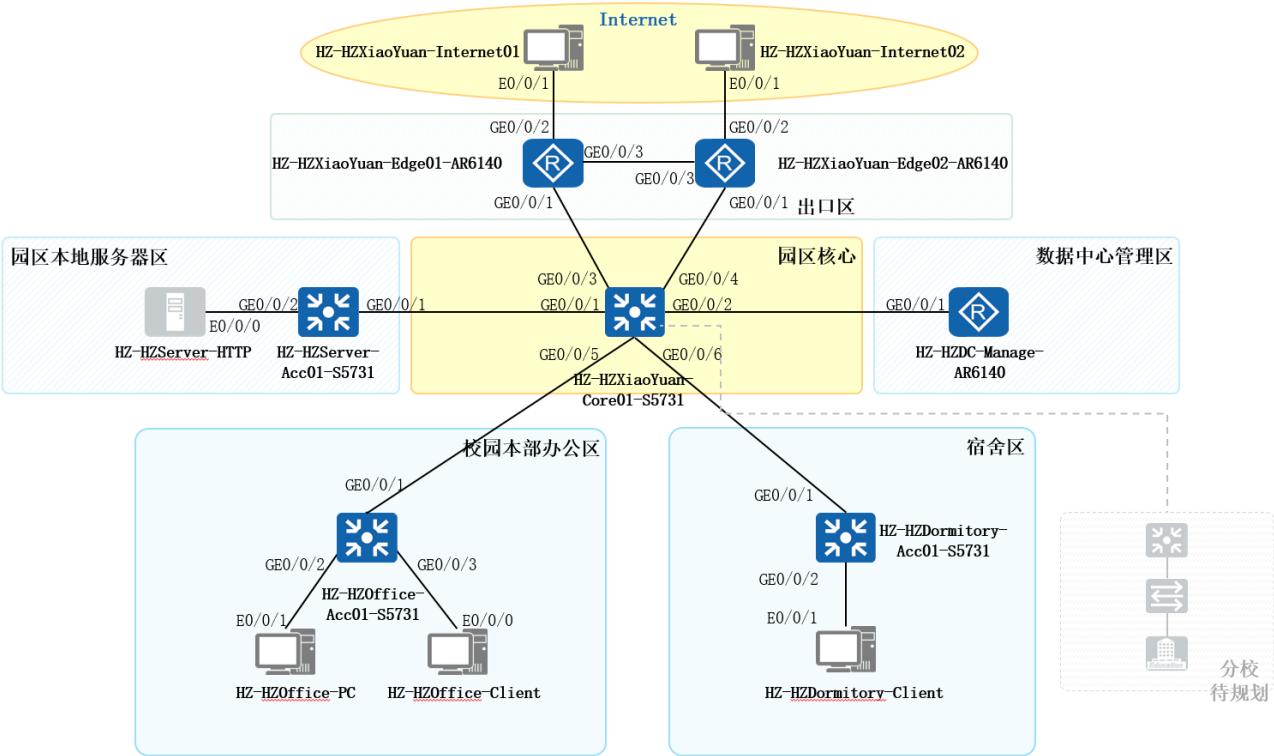 Internet
HZ-HZXiaoYuan-Internet01
HZ-HZXiaoYuan-Internet02
E0/0/1
E0/0/1
GE0/0/2
GE0/0/2
HZ-HZXiaoYuan-Edge01-AR6140
GE0/0/3
GE0/0/3
HZ-HZXiaoYuan-Edge02-AR6140
GE0/0/1
GE0/0/1
出口区
园区本地服务器区
园区核心
数据中心管理区
GE0/0/3
GE0/0/4
GE0/0/2
E0/0/0
GE0/0/1
GE0/0/1
GE0/0/2
GE0/0/1
HZ-HZServer-HTTP
HZ-HZServer-
Acc01-S5731
GE0/0/5
GE0/0/6
HZ-HZXiaoYuan-
Core01-S5731
HZ-HZDC-Manage-
AR6140
校园本部办公区
宿舍区
GE0/0/1
GE0/0/1
HZ-HZDormitory-
Acc01-S5731
GE0/0/2
GE0/0/3
HZ-HZOffice-
Acc01-S5731
GE0/0/2
E0/0/1
E0/0/0
E0/0/1
HZ-HZOffice-PC
HZ-HZOffice-Client
HZ-HZDormitory-Client
Education
分校
待规划